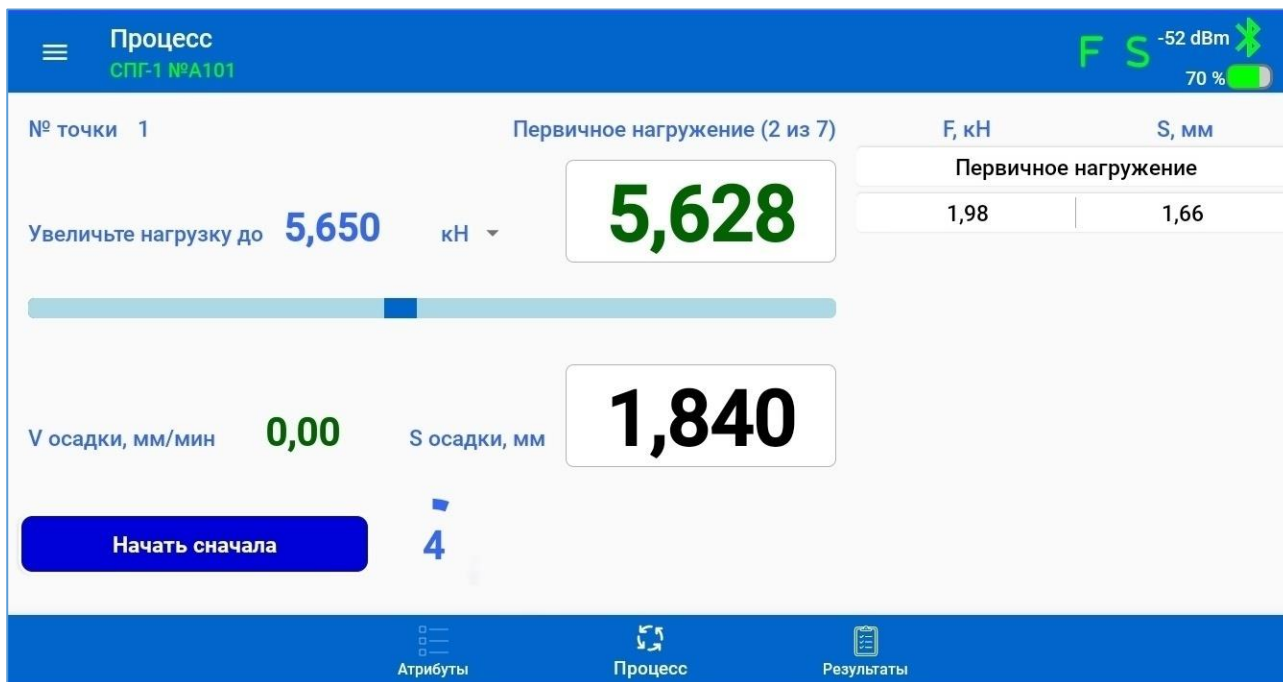 Процесс
СПГ-1 №А101
F S
-52 dBm
70 %
№ точки 1
Первичное нагружение (2 из 7)
F, кН S, мм
Первичное нагружение
1,98 1,66
Увеличьте нагрузку до 5,650 кН
5,628
V осадки, мм/мин 0,00
S осадки, мм 1,840
Начать сначала
4
Атрибуты
Процесс
Результаты